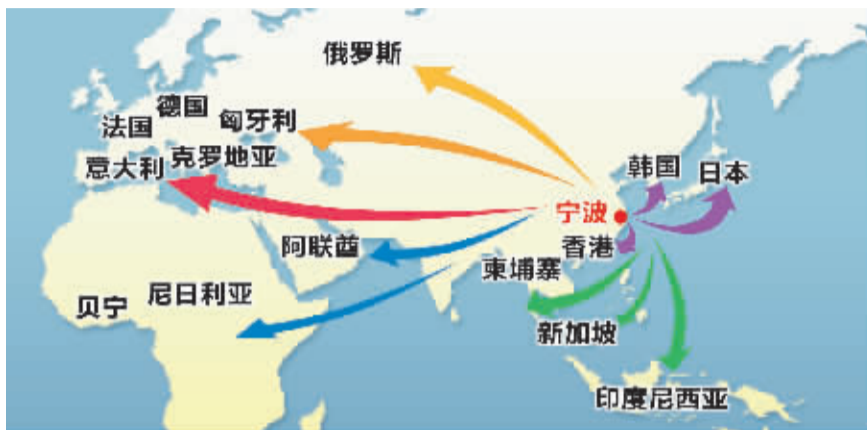 俄罗斯
德国
法国
匈牙利
意大利
克罗地亚
韩国
日本
宁波
阿联酋
香港
柬埔寨
贝宁
尼日利亚
新加坡
印度尼西亚